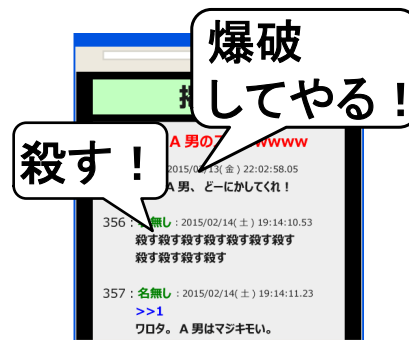 爆破
してやる！
殺す！
A 男の
wwww
2015/0
13( 金 ) 22:02:58.05
A 男、 どーにかしてくれ！
356 :
無し : 2015/02/14( 土 ) 19:14:10.53
殺す殺す殺す殺す殺す殺す殺す
殺す殺す殺す殺す
357 : 名無し : 2015/02/14( 土 ) 19:14:11.23
>>1
ワロタ。 A 男はマジキモい。